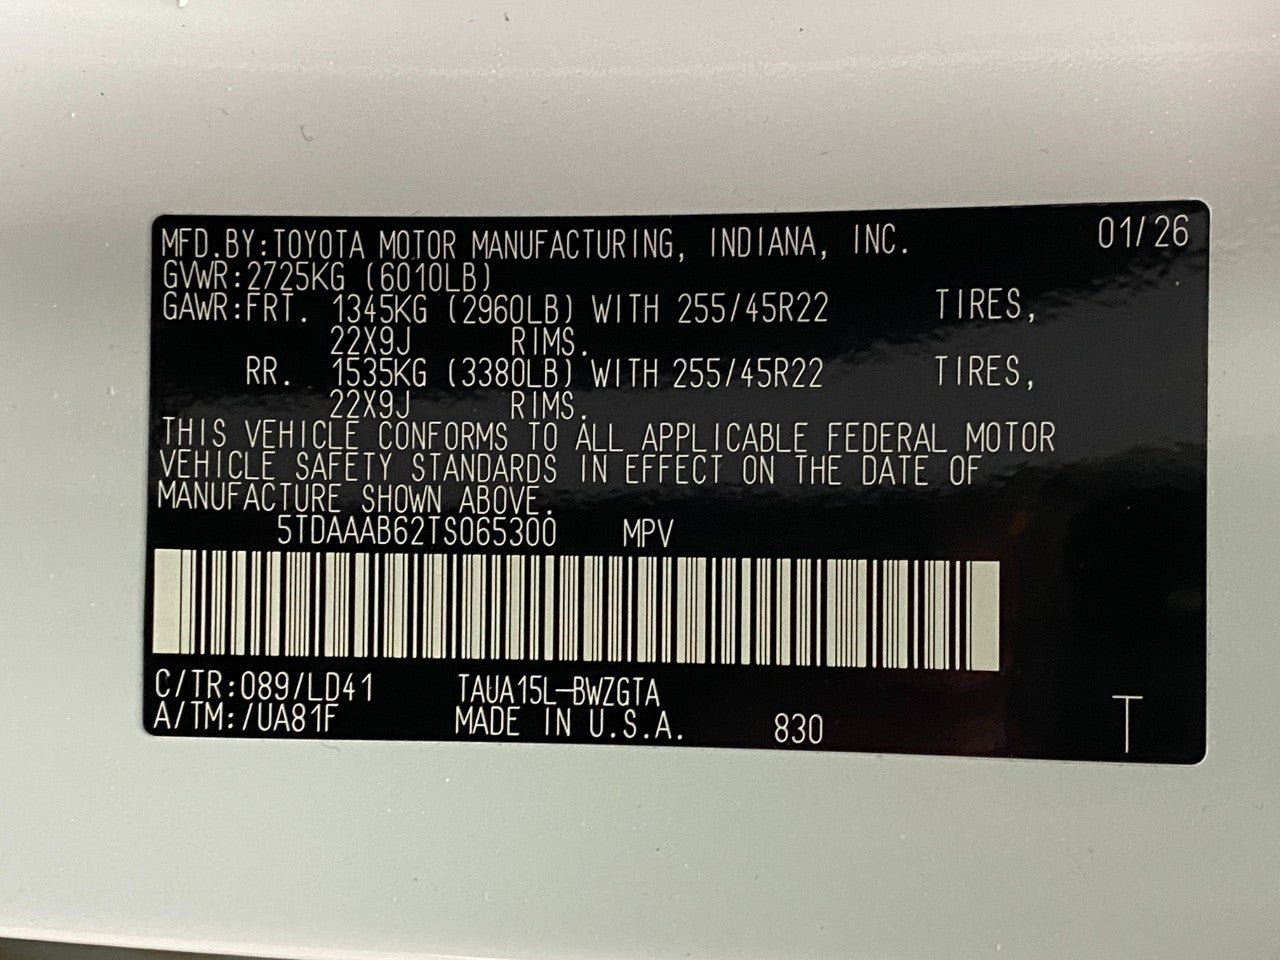 MFD.BY:TOYOTA MOTOR MANUFACTURING, INDIANA, INC. 01/26
GVWR:2725KG (6010LB)
GAWR:FRT. 1345KG (2960LB) WITH 255/45R22 TIRES,
22X9J RIMS.
RR. 1535KG (3380LB) WITH 255/45R22 TIRES,
22X9J RIMS.
THIS VEHICLE CONFORMS TO ALL APPLICABLE FEDERAL MOTOR
VEHICLE SAFETY STANDARDS IN EFFECT ON THE DATE OF
MANUFACTURE SHOWN ABOVE.
5TDAAAB62TS065300 MPV
C/TR:089/LD41 TAUA15L-BWZGTA
A/TM:/UA81F MADE IN U.S.A. 830 T